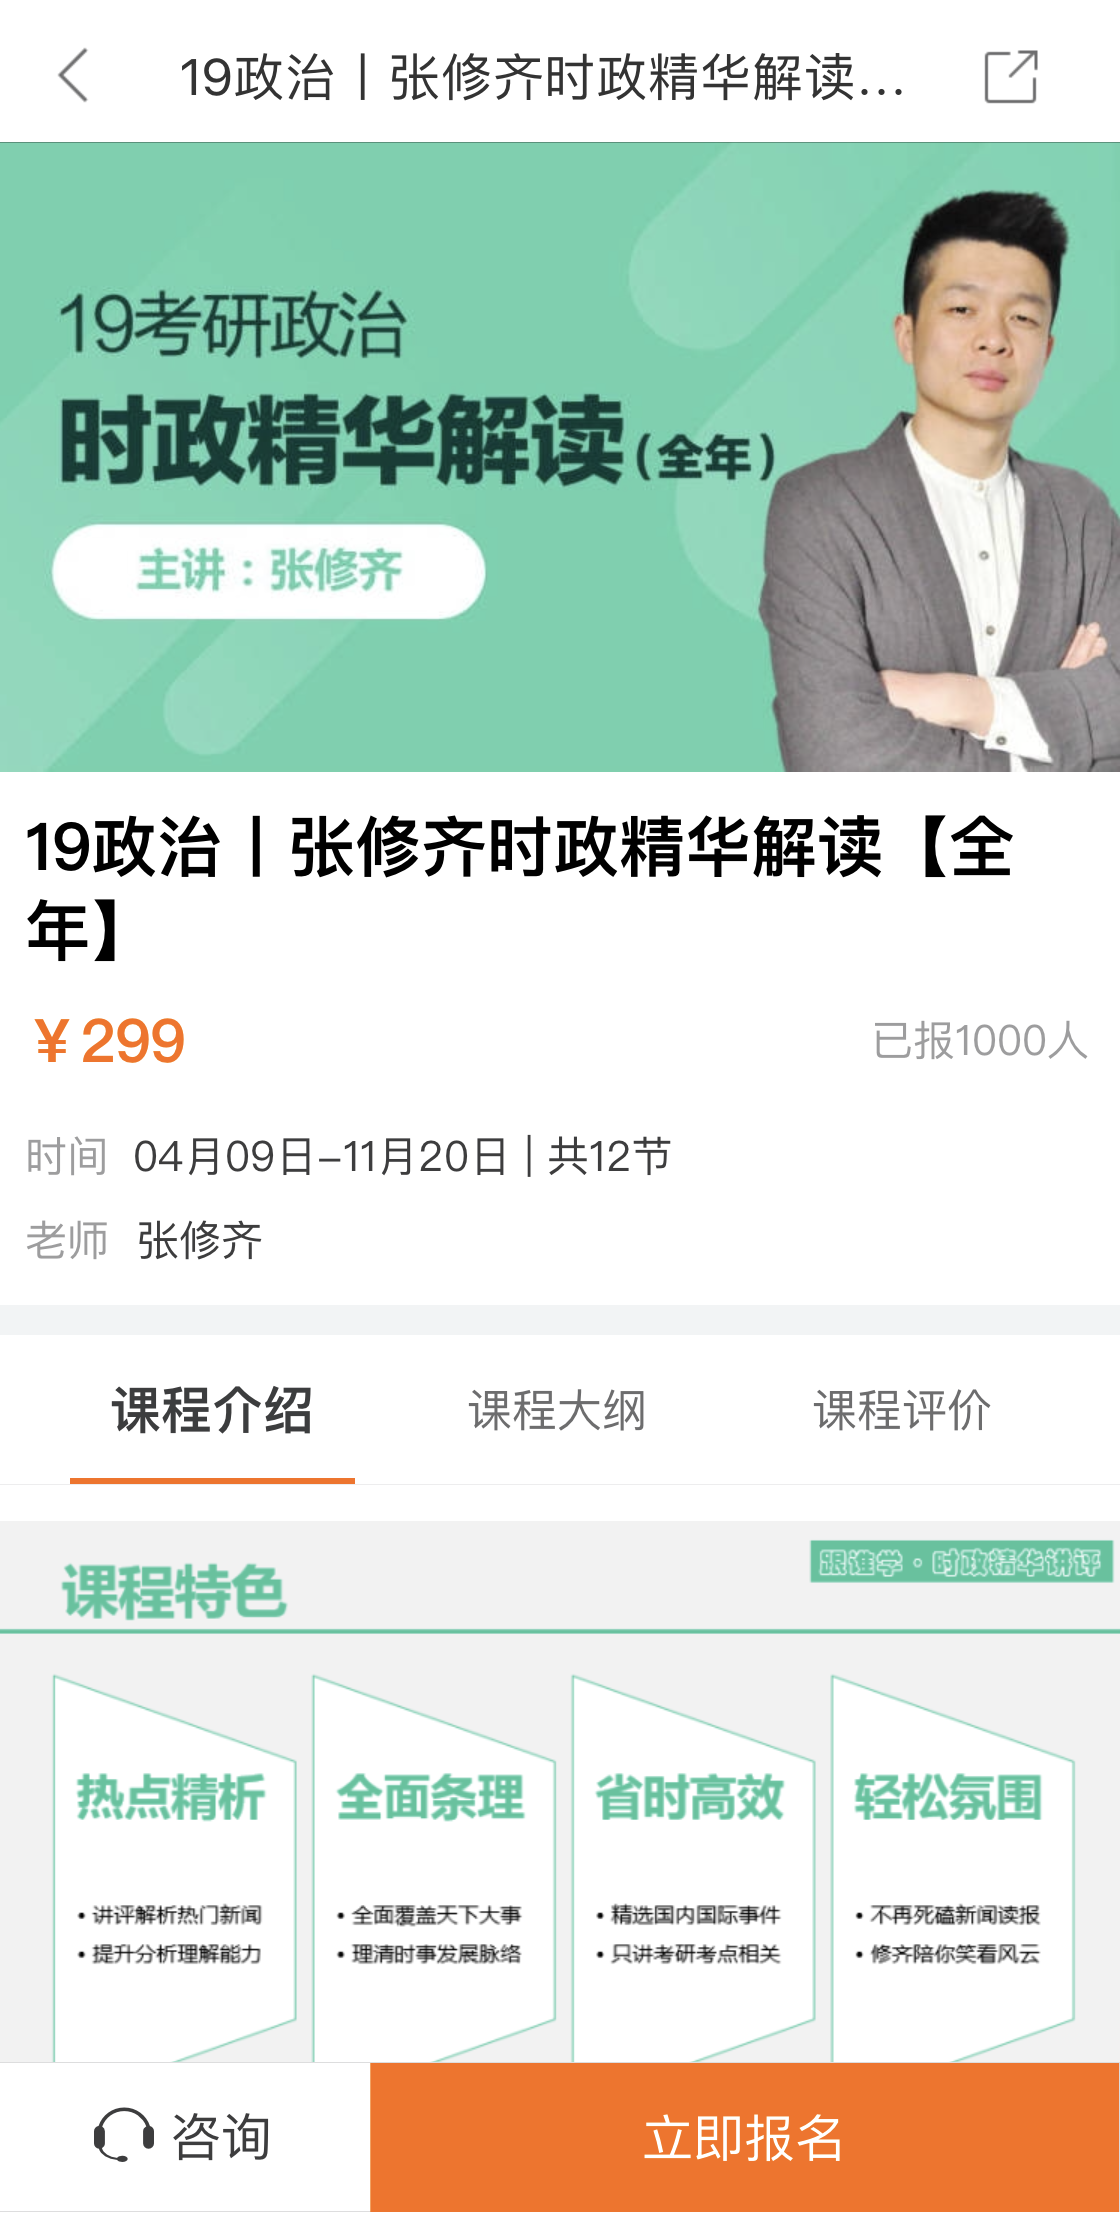 19政治丨张修齐时政精华解读...
19考研政治
时政精华解读(全年)
主讲：张修齐
19政治丨张修齐时政精华解读【全
年】
¥299
已报1000人
时间 04月09日-11月20日 | 共12节
老师 张修齐
课程介绍 课程大纲 课程评价
课程特色
跟谁学·时政精华讲评
热点精析
•讲评解析热门新闻
•提升分析理解能力
全面条理
•全面覆盖天下大事
•理清时事发展脉络
省时高效
•精选国内国际事件
•只讲考研考点相关
轻松氛围
•不再死磕新闻读报
•修齐陪你笑看风云
咨询
立即报名